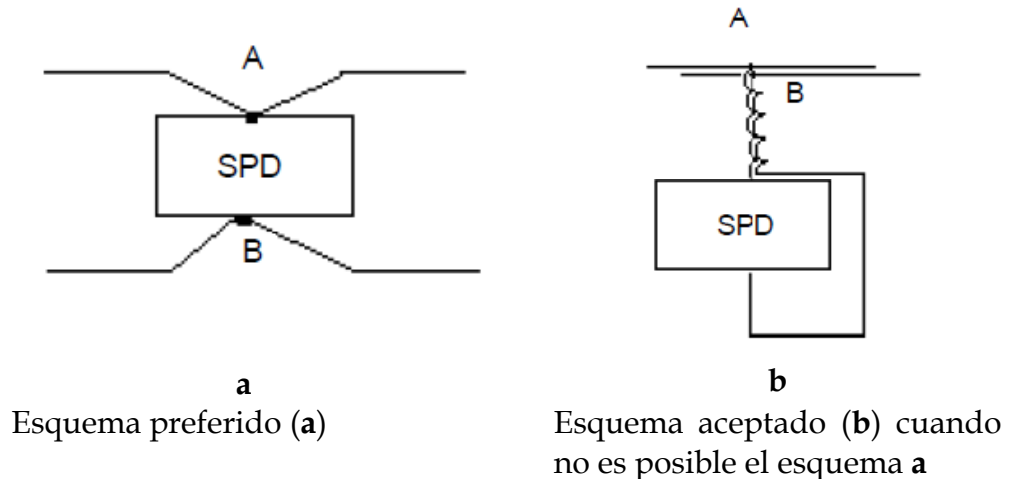 A
SPD
B
a
Esquema preferido (a)
A
B
SPD
b
Esquema aceptado (b) cuando
no es posible el esquema a